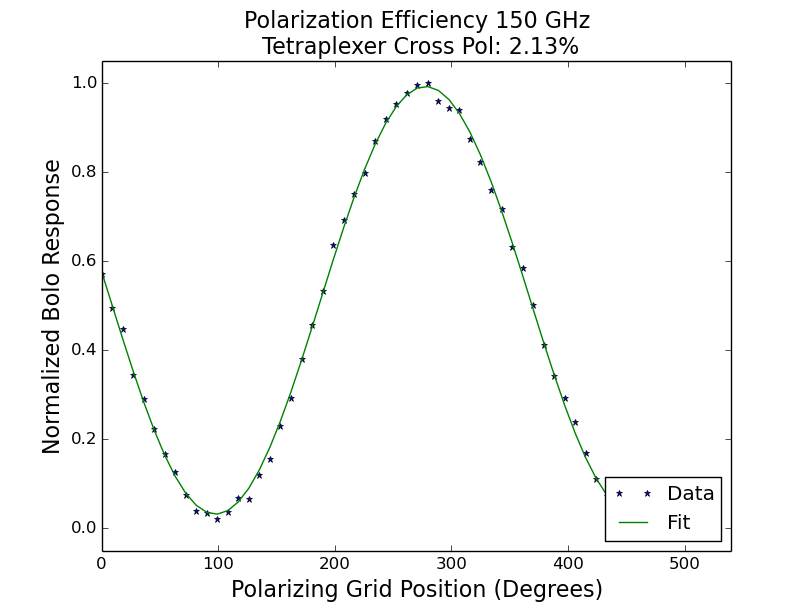 Polarization Efficiency 150 GHz
Tetraplexer Cross Pol: 2.13%
Normalized Bolo Response
1.0
0.8
0.6
0.4
0.2
0.0
0 100 200 300 400 500
Polarizing Grid Position (Degrees)
Data
Fit